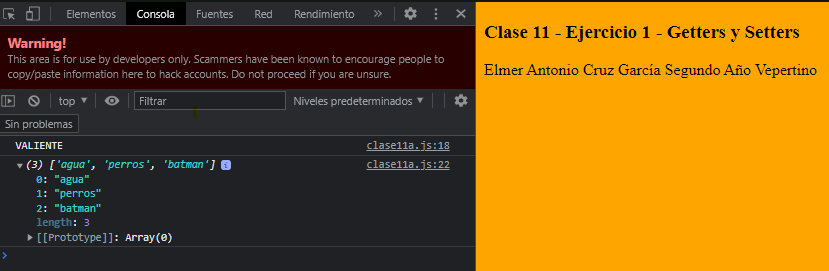 Elementos Consola Fuentes Red Rendimiento »
Warning!
This area is for use by developers only. Scammers have been known to encourage people to
copy/paste information here to hack accounts. Do not proceed if you are unsure.
top ▼ Filtrar Niveles predeterminados ▼
Sin problemas
VALIENTE clase11a.js:18
▼ (3) ['agua', 'perros', 'batman'] i clase11a.js:22
0: "agua"
1: "perros"
2: "batman"
length: 3
▶ [[Prototype]]: Array(0)
>
Clase 11 - Ejercicio 1 - Getters y Setters
Elmer Antonio Cruz García Segundo Año Vepertino